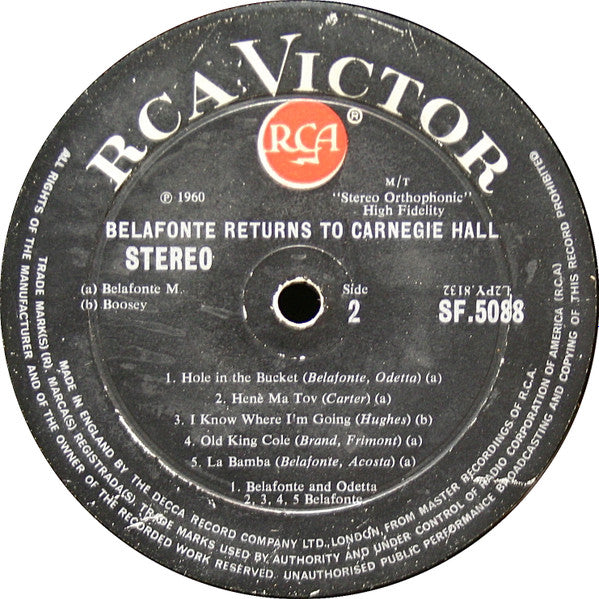 RCA VICTOR
RCA
®
M/T
℗ 1960
"Stereo Orthophonic"
High Fidelity
BELAFONTE RETURNS TO CARNEGIE HALL
STEREO
(a) Belafonte M.
(b) Boosey
Side
2
L2PY.8132
SF.5088
1. Hole in the Bucket (Belafonte, Odetta) (a)
2. Henè Ma Tov (Carter) (a)
3. I Know Where I'm Going (Hughes) (b)
4. Old King Cole (Brand, Frimont) (a)
5. La Bamba (Belafonte, Acosta) (a)
1. Belafonte and Odetta
2, 3, 4, 5 Belafonte
ALL RIGHTS OF THE MANUFACTURER AND OF THE OWNER OF THE RECORDED WORK RESERVED. UNAUTHORISED PUBLIC PERFORMANCE BROADCASTING AND COPYING OF THIS RECORD PROHIBITED
TRADE MARK(S) (R). MARCA(S) REGISTRADA(S) TRADE MARKS USED BY AUTHORITY AND UNDER CONTROL OF RADIO CORPORATION OF AMERICA (R.C.A.)
MADE IN ENGLAND BY THE DECCA RECORD COMPANY LTD., LONDON, FROM MASTER RECORDINGS OF R.C.A.